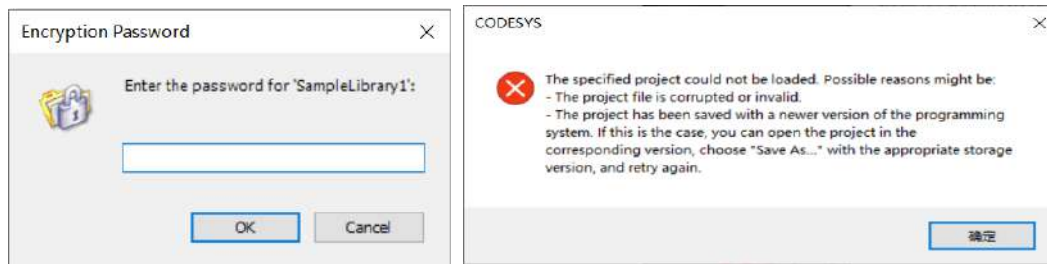 Encryption Password
Enter the password for 'SampleLibrary1':
OK
Cancel
CODESYS
The specified project could not be loaded. Possible reasons might be:
- The project file is corrupted or invalid.
- The project has been saved with a newer version of the programming
system. If this is the case, you can open the project in the
corresponding version, choose "Save As..." with the appropriate storage
version, and retry again.
确定